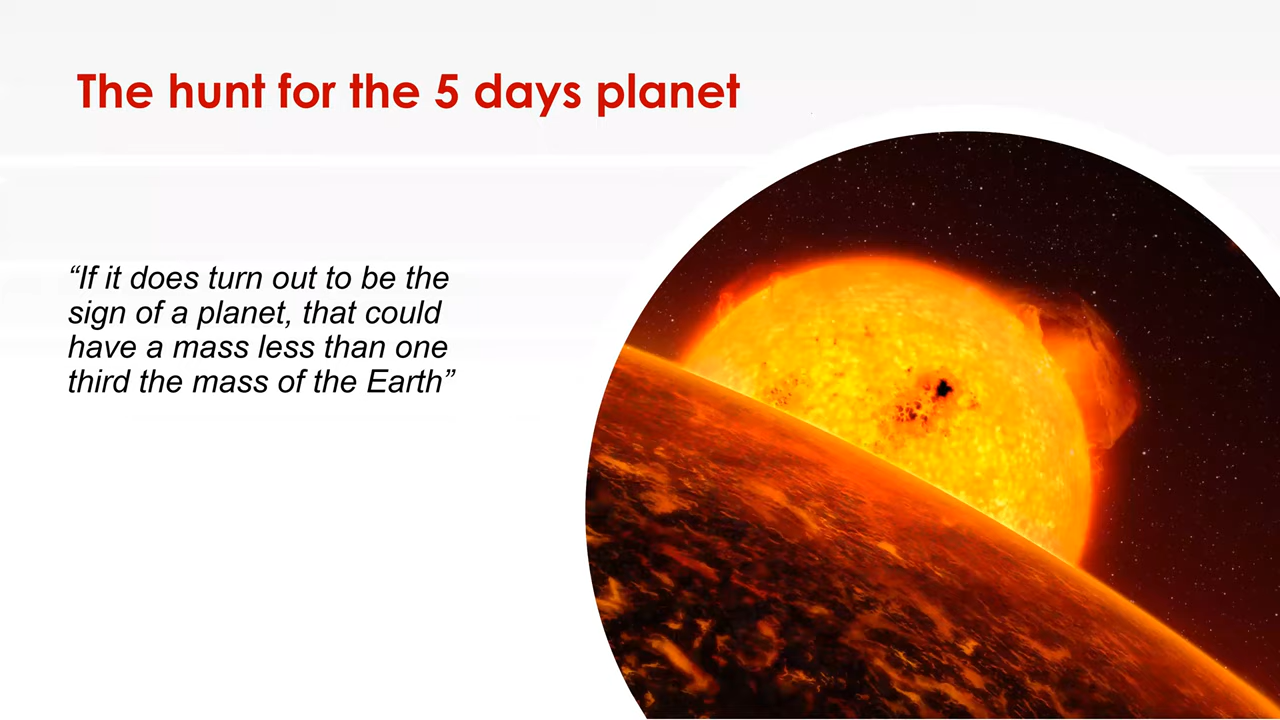 The hunt for the 5 days planet
“If it does turn out to be the
sign of a planet, that could
have a mass less than one
third the mass of the Earth”